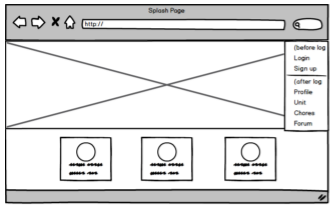 Splash Page
http://
(before log
Login
Sign up
(after log
Profile
Unit
Chores
Forum